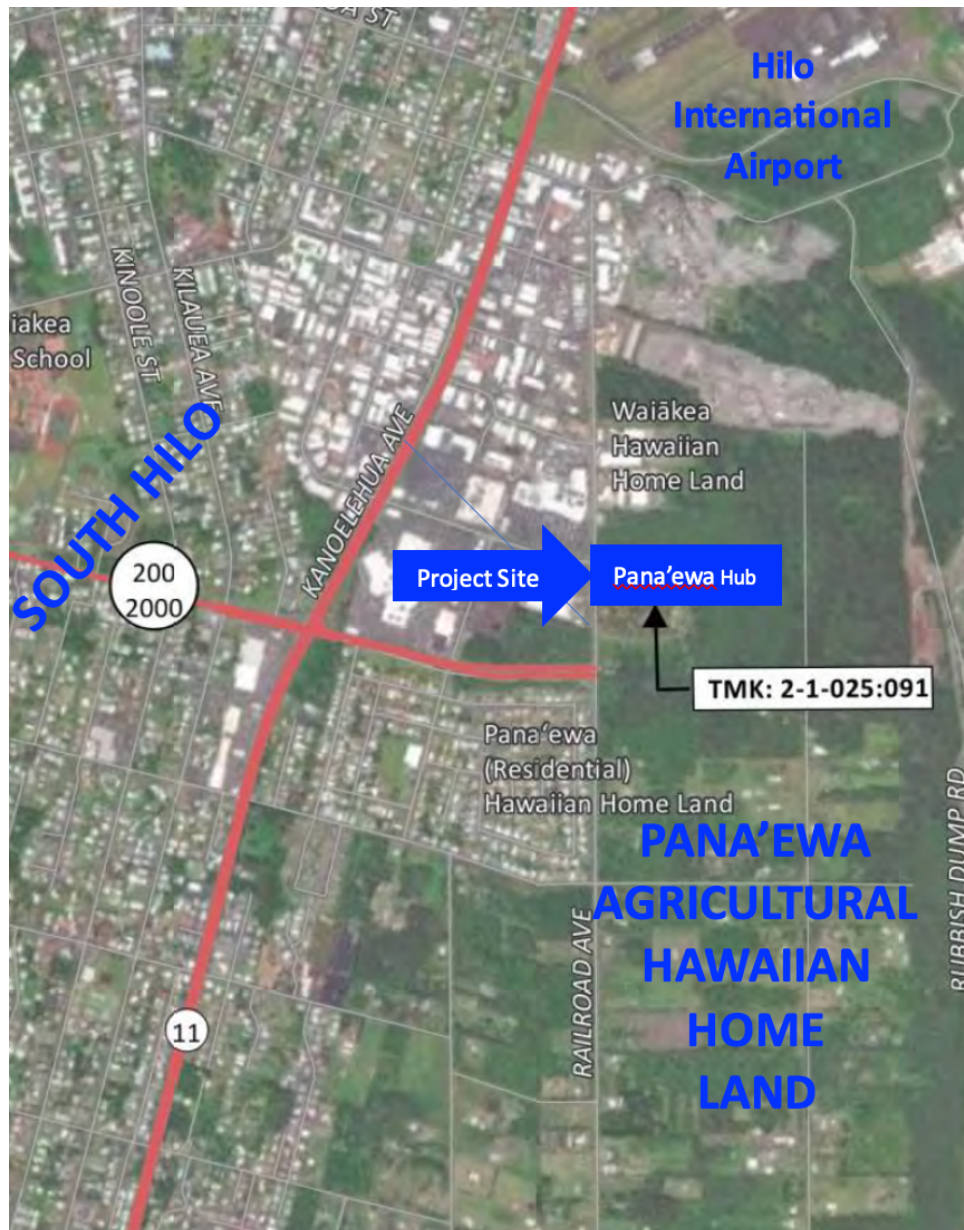 ST
Hilo
International
Airport
KINOOLE ST
KILAUEA AVE
iakea
School
SOUTH HILO
KANOELEHUA AVE
Waiākea
Hawaiian
Home Land
200
2000
Project Site
Pana’ewa Hub
TMK: 2-1-025:091
Pana‘ewa
(Residential)
Hawaiian Home Land
PANA’EWA
AGRICULTURAL
HAWAIIAN
HOME
LAND
RAILROAD AVE
RUBBISH DUMP RD
11